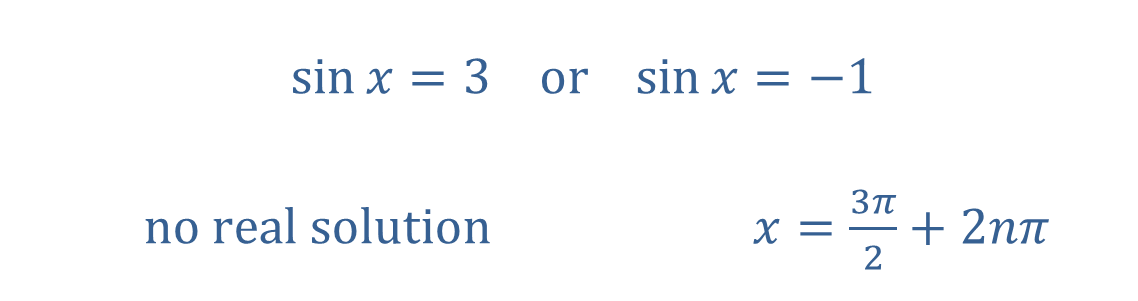 sin x = 3 or sin x = −1
no real solution x = 3π/2 + 2nπ